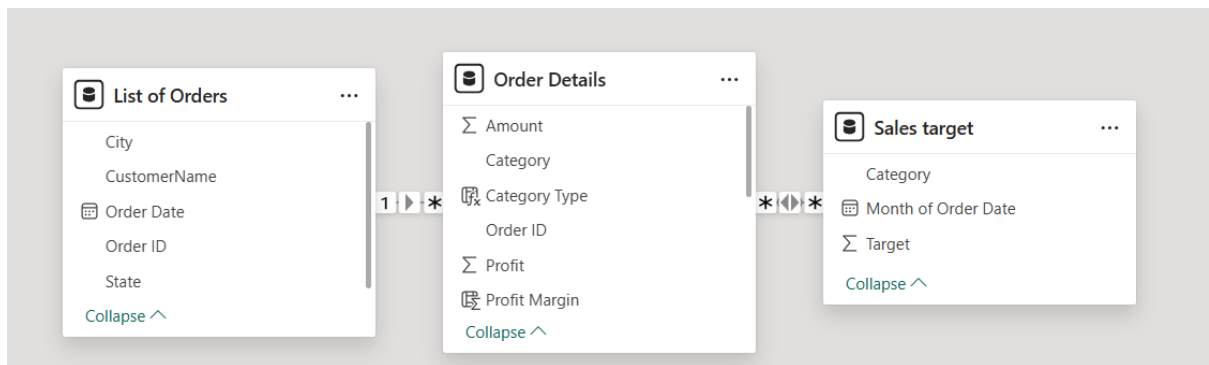 List of Orders
...
City
CustomerName
Order Date
Order ID
State
Collapse
1
*
Order Details
...
Σ Amount
Category
Category Type
Order ID
Σ Profit
Profit Margin
Collapse
*
*
Sales target
...
Category
Month of Order Date
Σ Target
Collapse